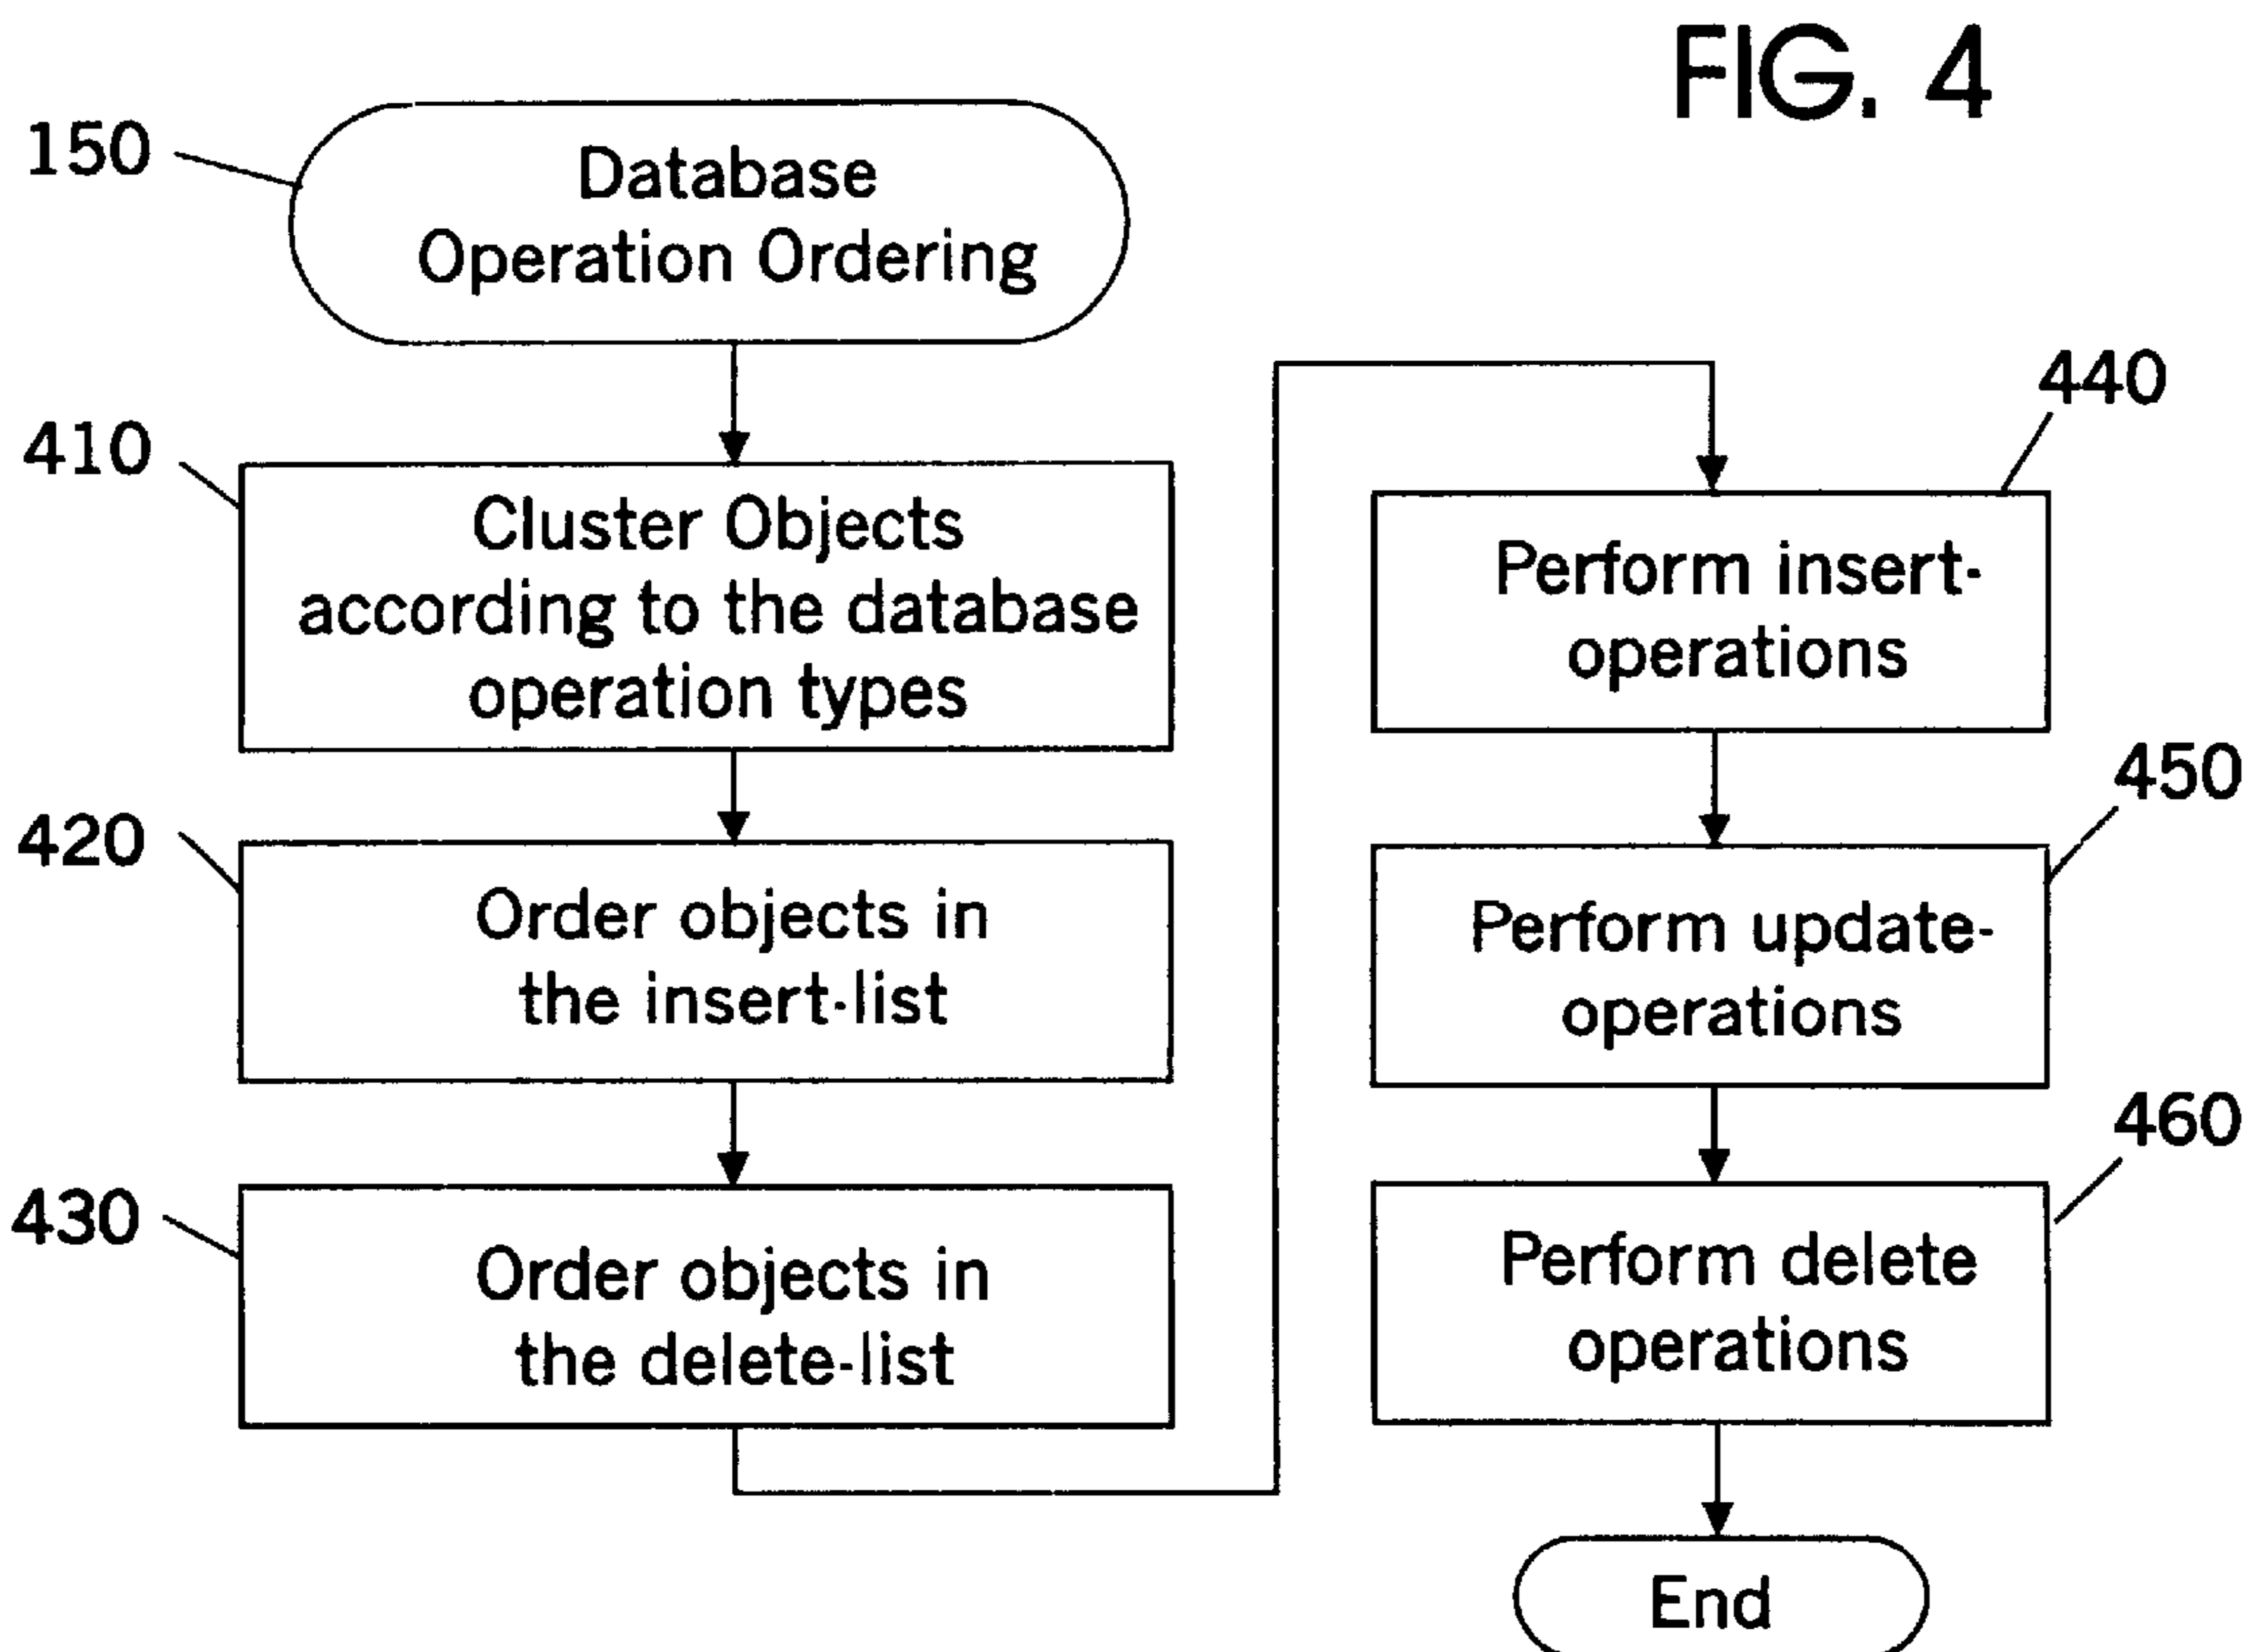 FIG. 4
150
Database
Operation Ordering
410
Cluster Objects
according to the database
operation types
420
Order objects in
the insert-list
430
Order objects in
the delete-list
440
Perform insert-
operations
450
Perform update-
operations
460
Perform delete
operations
End